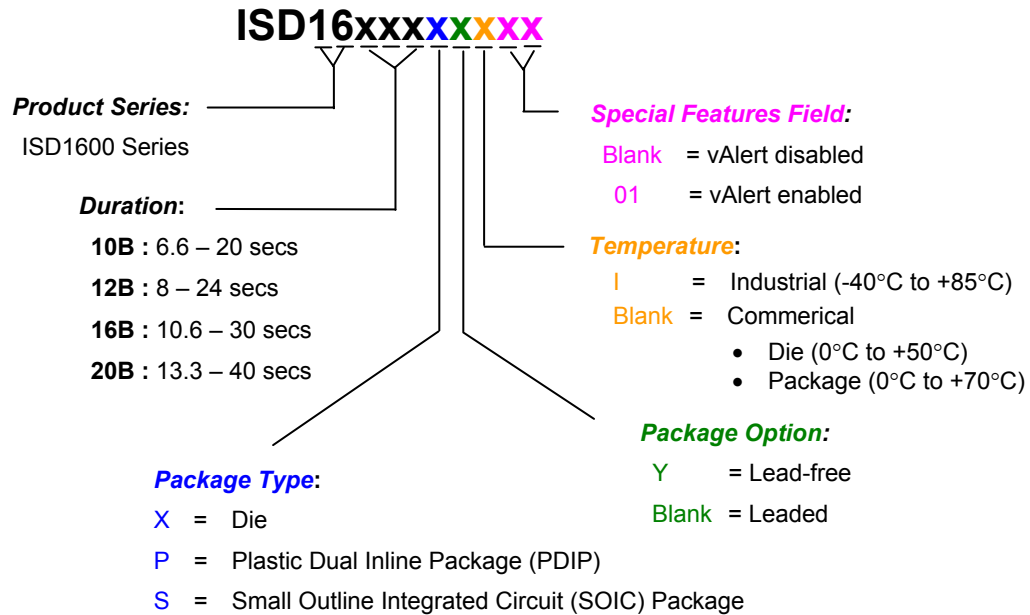 ISD16xxxxxxxx
Product Series:
ISD1600 Series
Duration:
10B : 6.6 – 20 secs
12B : 8 – 24 secs
16B : 10.6 – 30 secs
20B : 13.3 – 40 secs
Special Features Field:
Blank = vAlert disabled
01 = vAlert enabled
Temperature:
I = Industrial (-40°C to +85°C)
Blank = Commerical
• Die (0°C to +50°C)
• Package (0°C to +70°C)
Package Option:
Y = Lead-free
Blank = Leaded
Package Type:
X = Die
P = Plastic Dual Inline Package (PDIP)
S = Small Outline Integrated Circuit (SOIC) Package